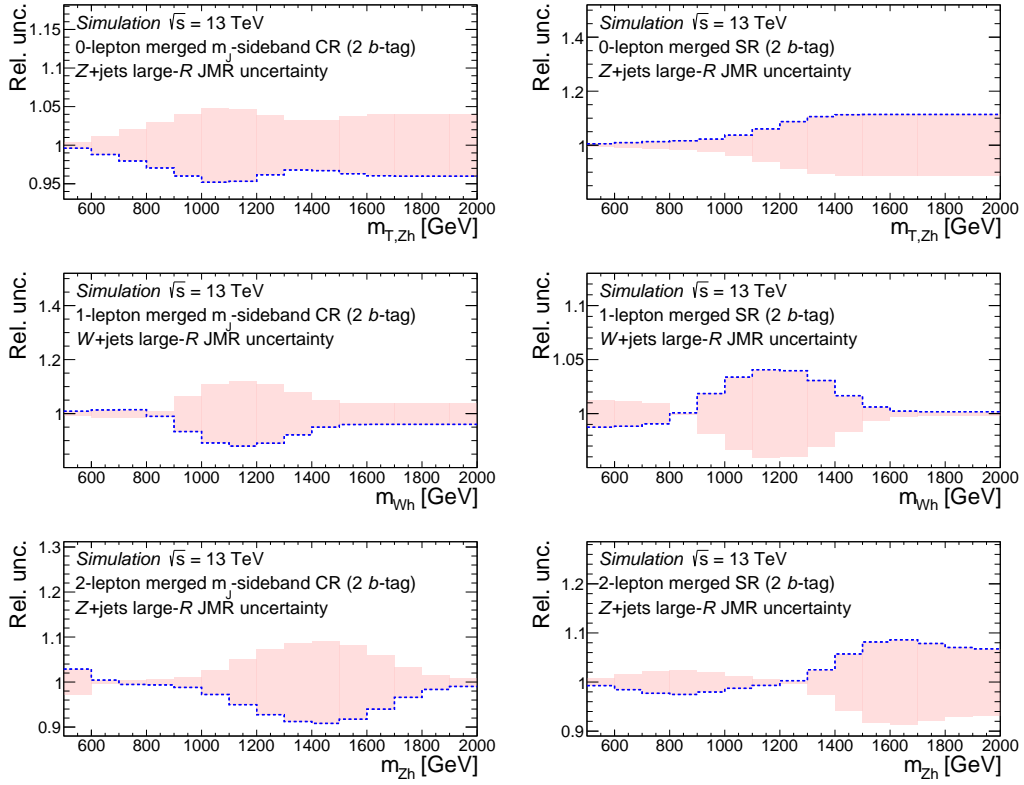 Rel. unc.
Simulation √s = 13 TeV
0-lepton merged m_J-sideband CR (2 b-tag)
Z+jets large-R JMR uncertainty
1.15
1.1
1.05
1
0.95
600 800 1000 1200 1400 1600 1800 2000
m_T,Zh [GeV]
Rel. unc.
Simulation √s = 13 TeV
0-lepton merged SR (2 b-tag)
Z+jets large-R JMR uncertainty
1.4
1.2
1
600 800 1000 1200 1400 1600 1800 2000
m_T,Zh [GeV]
Rel. unc.
Simulation √s = 13 TeV
1-lepton merged m_J-sideband CR (2 b-tag)
W+jets large-R JMR uncertainty
1.4
1.2
1
600 800 1000 1200 1400 1600 1800 2000
m_Wh [GeV]
Rel. unc.
Simulation √s = 13 TeV
1-lepton merged SR (2 b-tag)
W+jets large-R JMR uncertainty
1.1
1.05
1
600 800 1000 1200 1400 1600 1800 2000
m_Wh [GeV]
Rel. unc.
Simulation √s = 13 TeV
2-lepton merged m_J-sideband CR (2 b-tag)
Z+jets large-R JMR uncertainty
1.3
1.2
1.1
1
0.9
600 800 1000 1200 1400 1600 1800 2000
m_Zh [GeV]
Rel. unc.
Simulation √s = 13 TeV
2-lepton merged SR (2 b-tag)
Z+jets large-R JMR uncertainty
1.2
1.1
1
0.9
600 800 1000 1200 1400 1600 1800 2000
m_Zh [GeV]